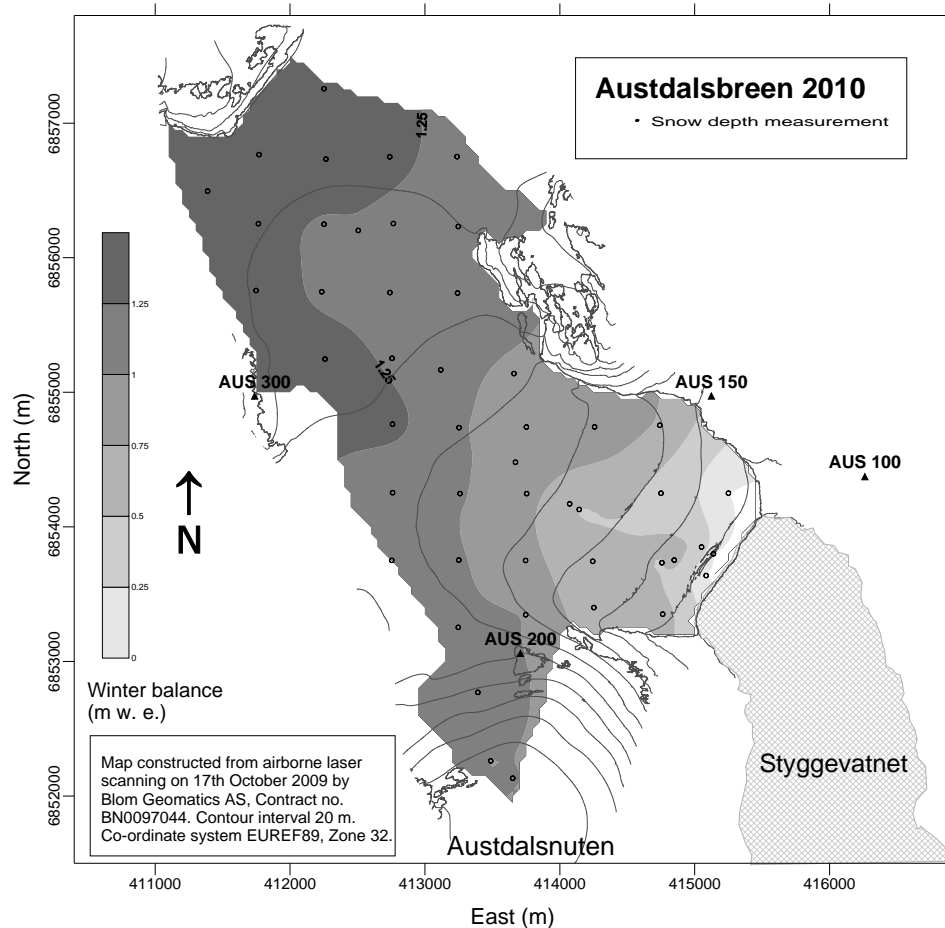 Austdalsbreen 2010
Snow depth measurement
1.25
6857000
6856000
6855000
6854000
6853000
6852000
North (m)
1.25
1
0.75
0.5
0.25
0
AUS 300
1.25
AUS 150
AUS 100
N
AUS 200
Winter balance
(m w. e.)
Map constructed from airborne laser
scanning on 17th October 2009 by
Blom Geomatics AS, Contract no.
BN0097044. Contour interval 20 m.
Co-ordinate system EUREF89, Zone 32.
Styggevatnet
Austdalsnuten
411000
412000
413000
414000
415000
416000
East (m)